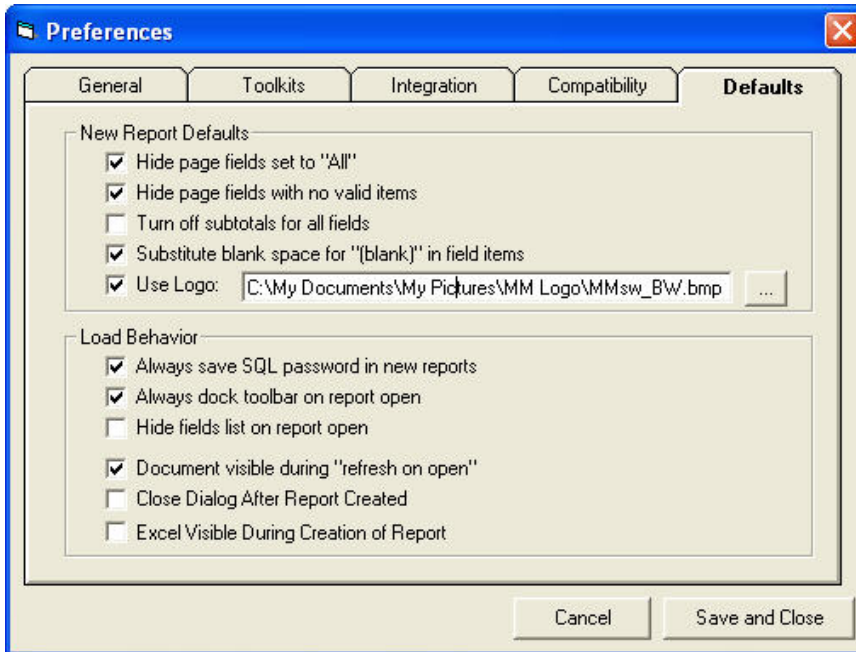 Preferences
General Toolkits Integration Compatibility Defaults
New Report Defaults
Hide page fields set to "All"
Hide page fields with no valid items
Turn off subtotals for all fields
Substitute blank space for "(blank)" in field items
Use Logo: C:\My Documents\My Pictures\MM Logo\MMsw_BW.bmp ...
Load Behavior
Always save SQL password in new reports
Always dock toolbar on report open
Hide fields list on report open
Document visible during "refresh on open"
Close Dialog After Report Created
Excel Visible During Creation of Report
Cancel Save and Close